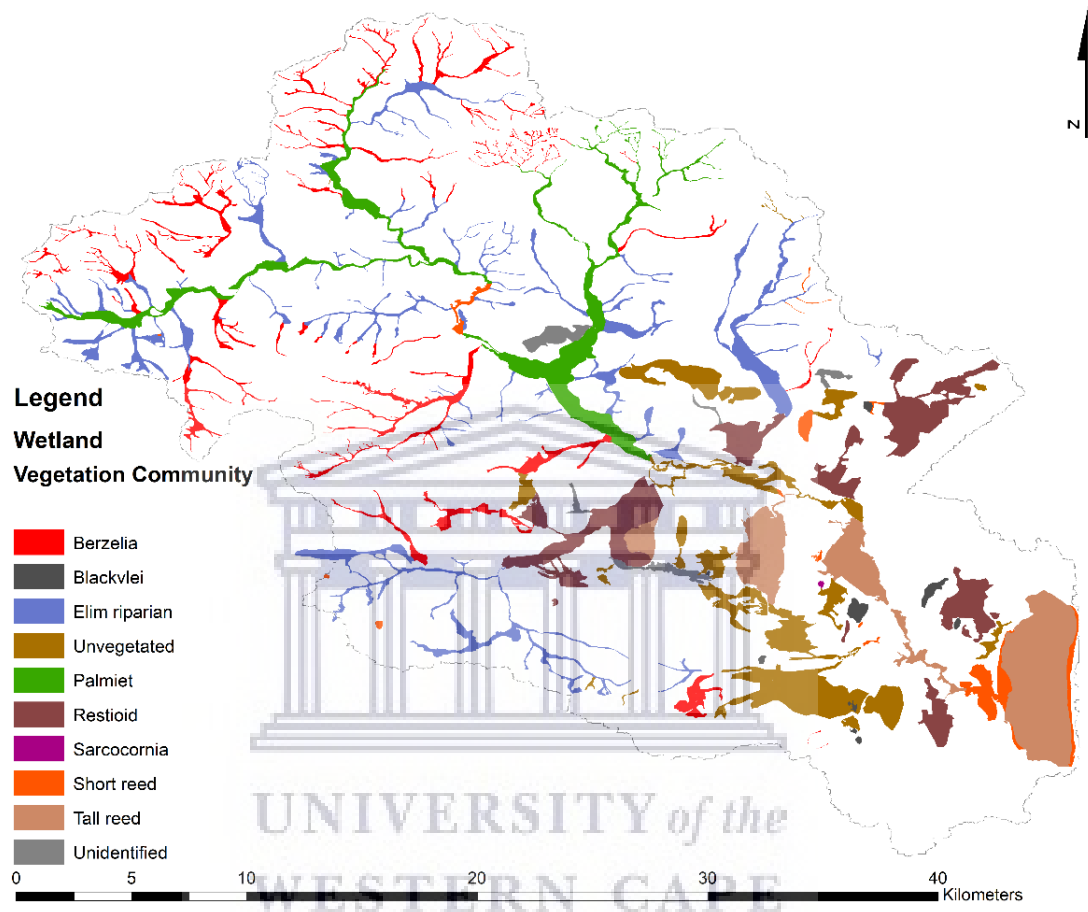 N
Legend
Wetland
Vegetation Community
Berzelia
Blackvlei
Elim riparian
Unvegetated
Palmiet
Restioid
Sarcocornia
Short reed
Tall reed
Unidentified
UNIVERSITY of the
WESTERN CAPE
0 5 10 20 30 40
Kilometers